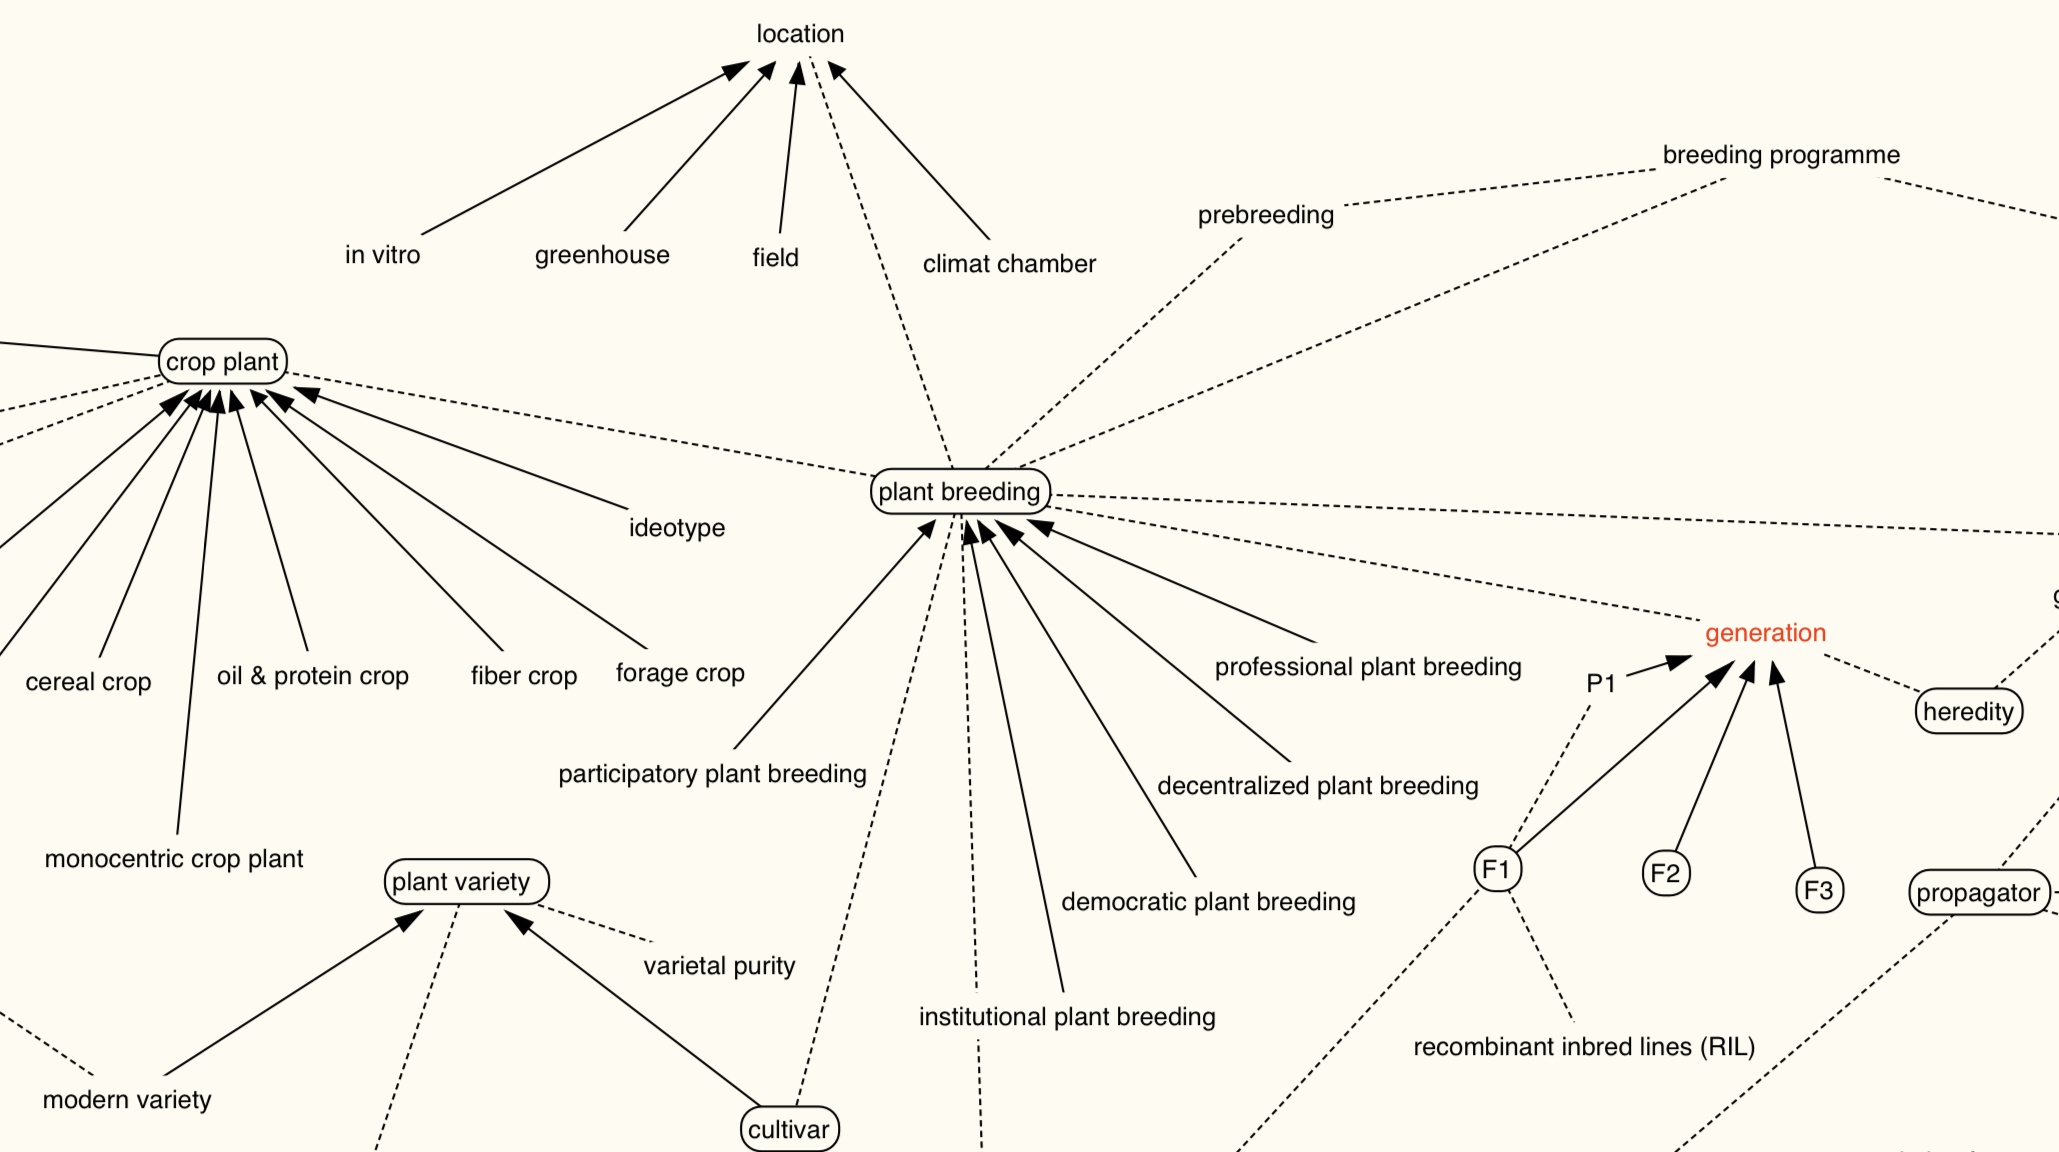 location
breeding programme
prebreeding
in vitro
greenhouse
field
climat chamber
crop plant
plant breeding
ideotype
generation
professional plant breeding
P1
cereal crop
oil & protein crop
fiber crop
forage crop
heredity
participatory plant breeding
decentralized plant breeding
monocentric crop plant
plant variety
F1
F2
F3
propagator
democratic plant breeding
varietal purity
institutional plant breeding
recombinant inbred lines (RIL)
modern variety
cultivar